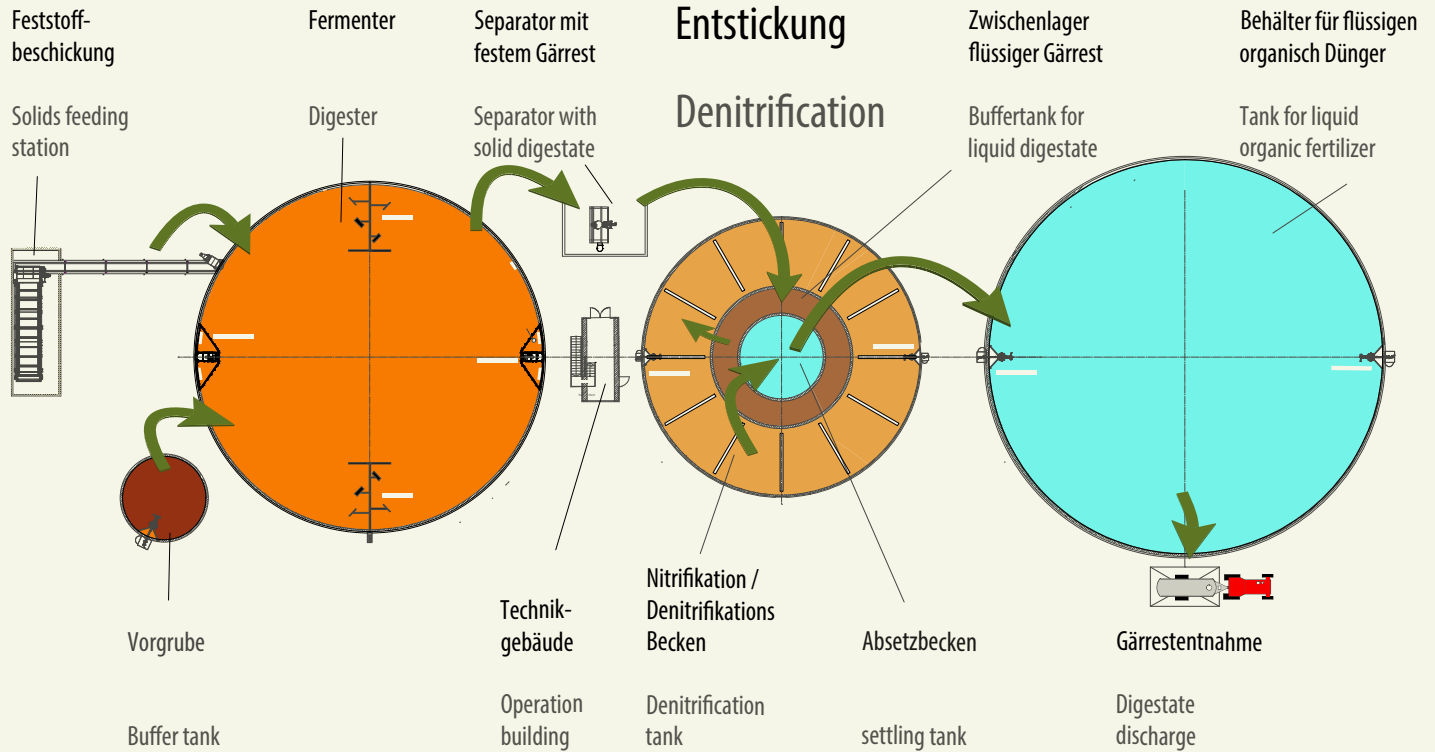 Feststoff-
beschickung
Solids feeding
station
Fermenter
Digester
Separator mit
festem Gärrest
Separator with
solid digestate
Entstickung
Denitrification
Zwischenlager
flüssiger Gärrest
Buffertank for
liquid digestate
Behälter für flüssigen
organisch Dünger
Tank for liquid
organic fertilizer
Vorgrube
Buffer tank
Technik-
gebäude
Operation
building
Nitrifikation /
Denitrifikations
Becken
Denitrification
tank
Absetzbecken
settling tank
Gärrestentnahme
Digestate
discharge